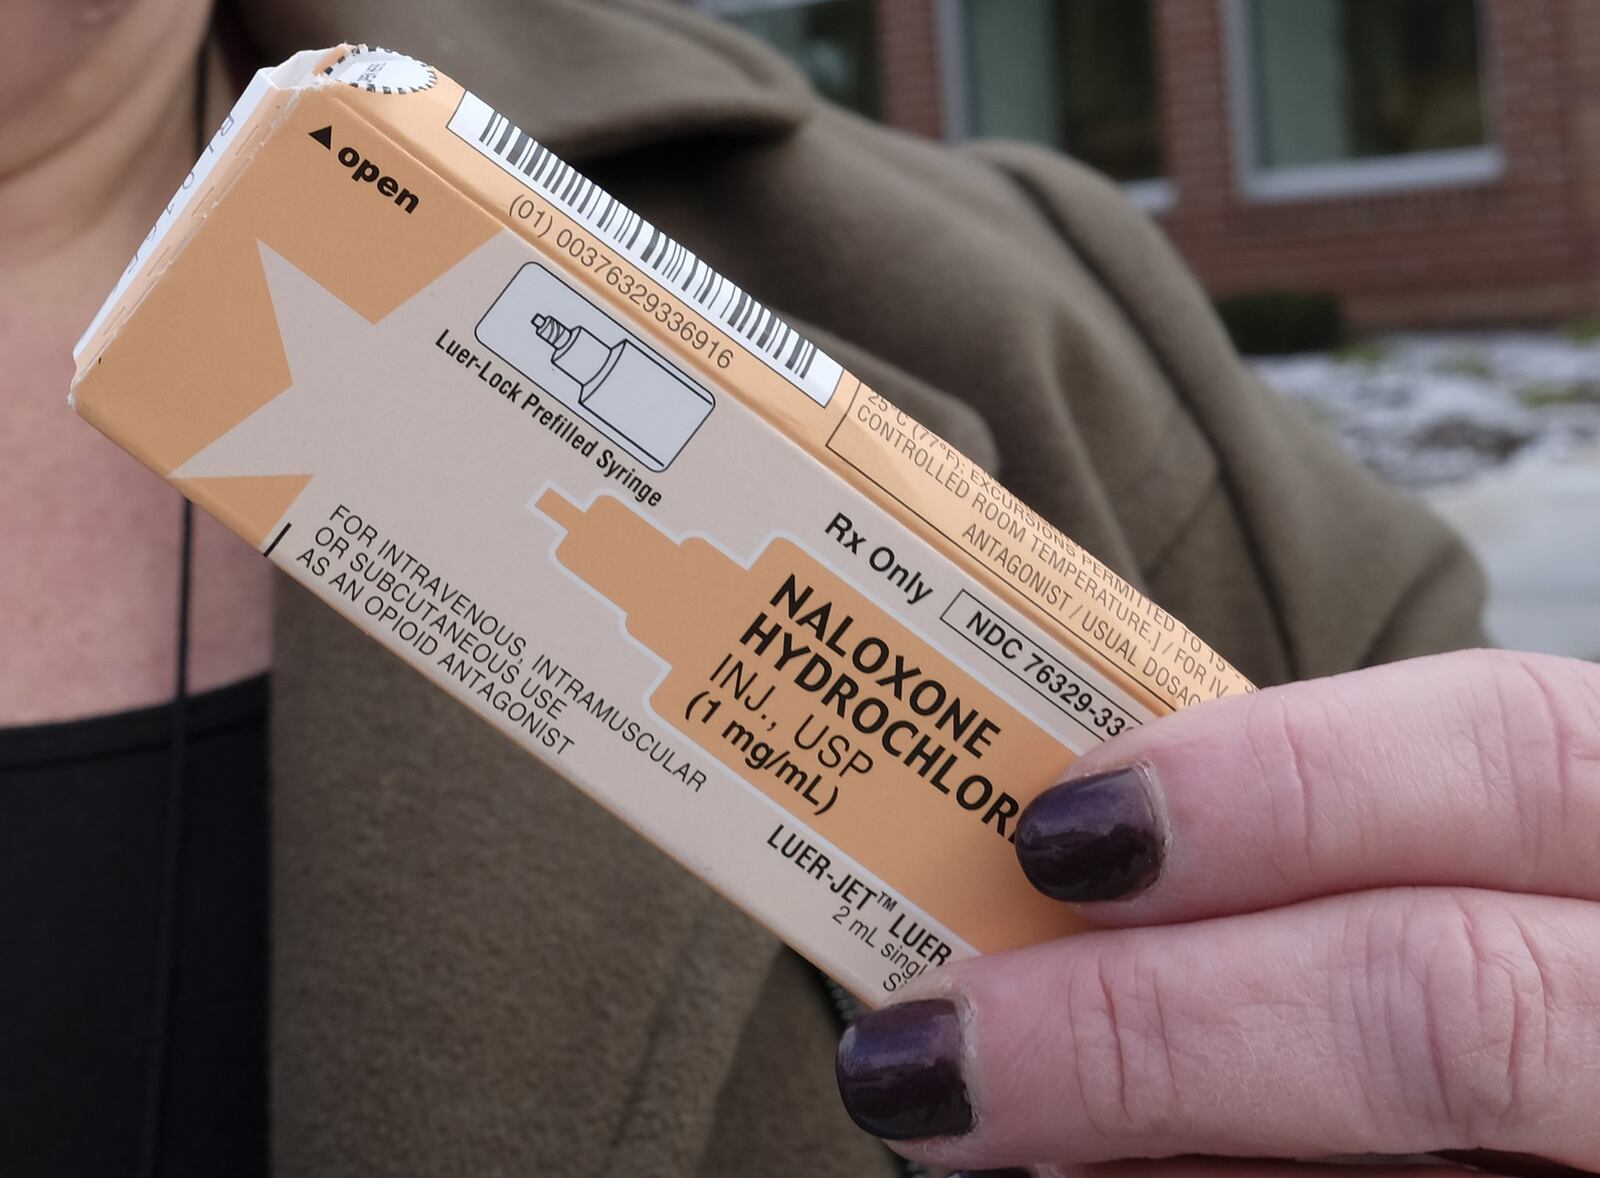 open
(01) 00376329336916
Luer-Lock Prefilled Syringe
25°C (77°F); EXCURSIONS PERMITTED TO 15
CONTROLLED ROOM TEMPERATURE.] / FOR IV
ANTAGONIST / USUAL DOSAG
Rx Only
NDC 76329-33
NALOXONE
HYDROCHLOR
INJ., USP
(1 mg/mL)
FOR INTRAVENOUS, INTRAMUSCULAR
OR SUBCUTANEOUS USE
AS AN OPIOID ANTAGONIST
LUER-JET™ LUER-
2 mL singl